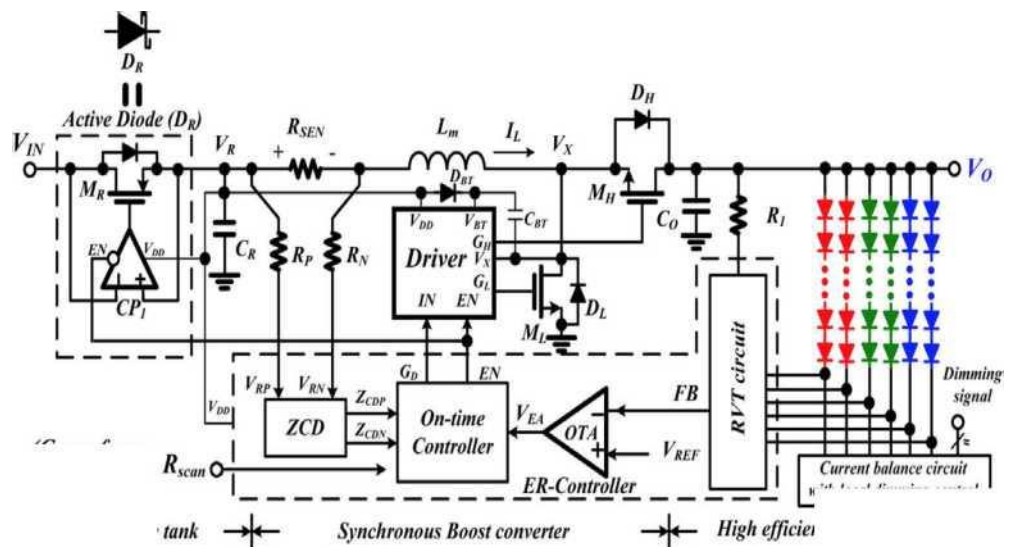 D_R
Active Diode (D_R)
V_IN
V_R
R_SEN
+ -
L_m
I_L
V_X
D_H
V_O
M_R
D_BT
M_H
C_O
R_1
EN
V_DD
CP_1
- +
C_R
R_P
R_N
V_DD
V_BT
C_BT
G_H
V_X
G_L
Driver
IN
EN
M_L
D_L
RVT circuit
V_RP
V_RN
G_D
EN
V_DD
ZCD
Z_CDP
Z_CDN
On-time
Controller
V_EA
OTA
- +
FB
V_REF
Dimming
signal
n
R_scan
ER-Controller
Current balance circuit
tank
Synchronous Boost converter
High efficien